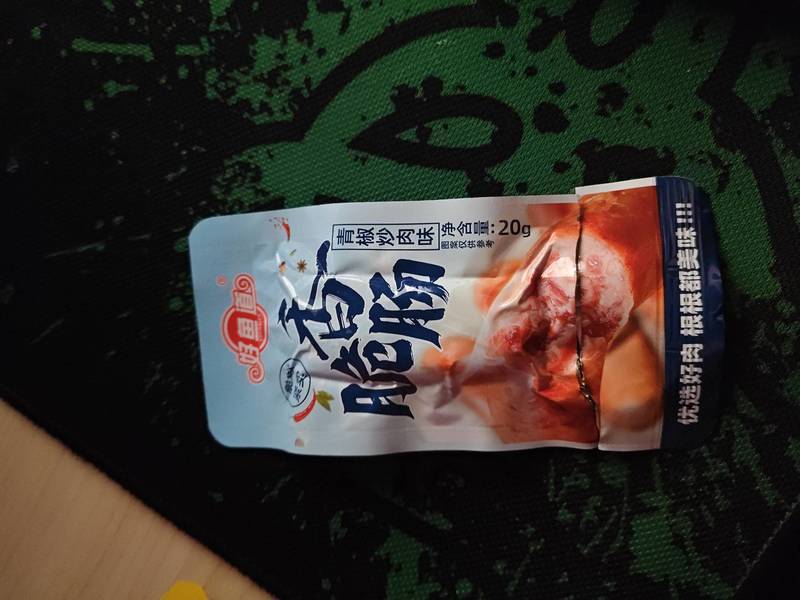 好鱼道
香脆肠
青椒炒肉味
净含量:20g
图案仅供参考
优选好肉 根根都美味!!!